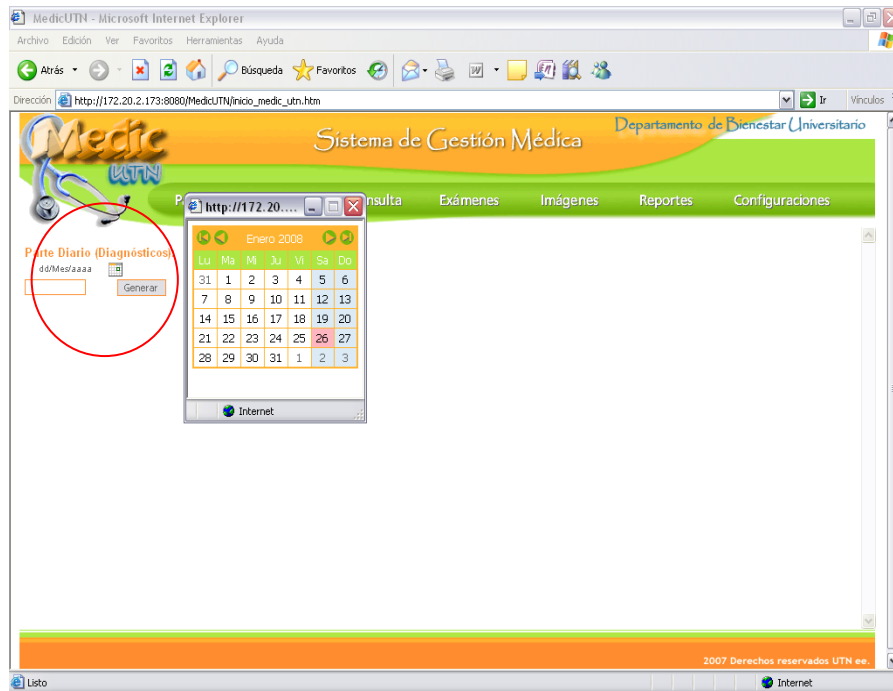 MedicUTN - Microsoft Internet Explorer
Archivo Edición Ver Favoritos Herramientas Ayuda
Atrás Búsqueda Favoritos
Dirección http://172.20.2.173:8080/MedicUTN/inicio_medic_utn.htm Ir Vínculos
Medic
UTN
Sistema de Gestión Médica
Departamento de Bienestar Universitario
Exámenes Imágenes Reportes Configuraciones
http://172.20....
Parte Diario (Diagnósticos)
dd/Mes/aaaa
Generar
Enero 2008
Lu Ma Mi Ju Vi Sa Do
31 1 2 3 4 5 6
7 8 9 10 11 12 13
14 15 16 17 18 19 20
21 22 23 24 25 26 27
28 29 30 31 1 2 3
Internet
2007 Derechos reservados UTN ee.
Listo Internet